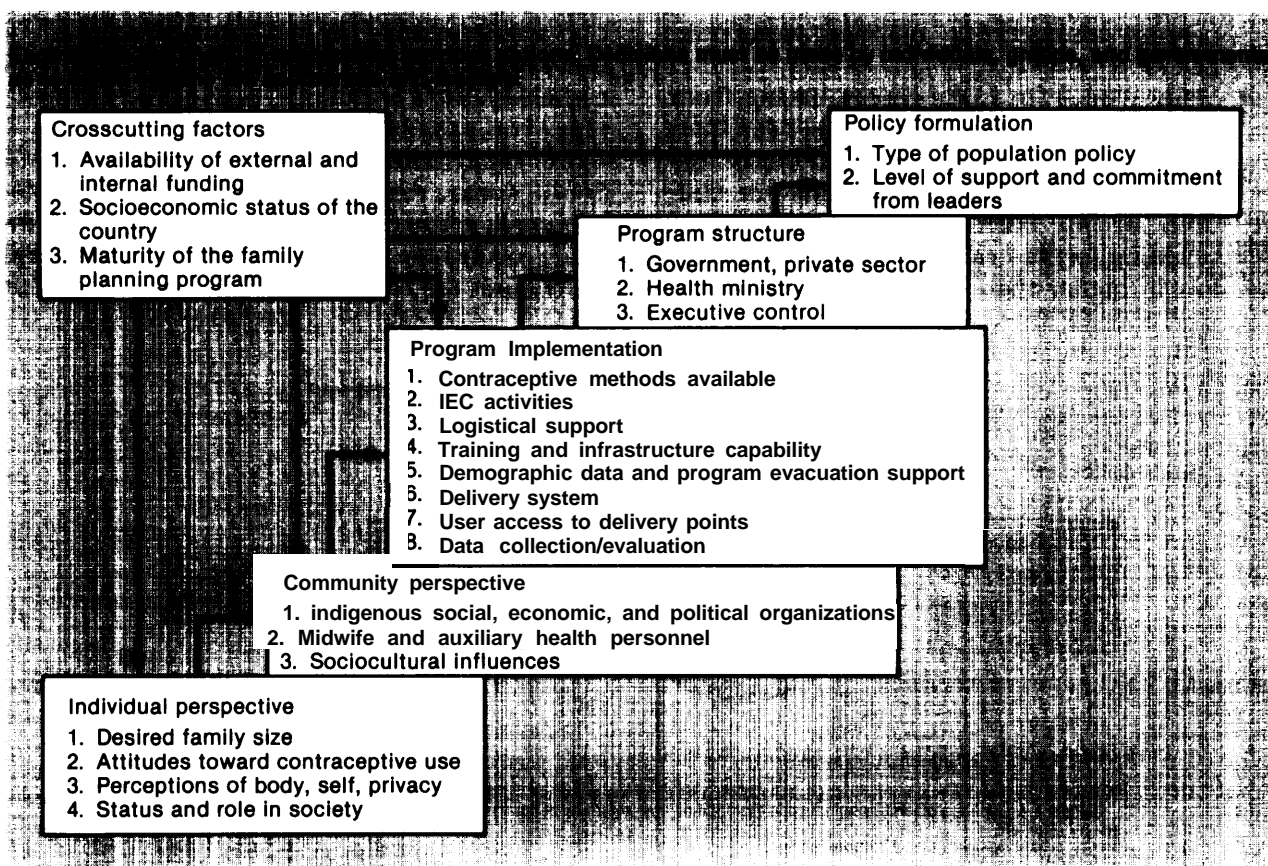 Crosscutting factors
1. Availability of external and
internal funding
2. Socioeconomic status of the
country
3. Maturity of the family
planning program
Policy formulation
1. Type of population policy
2. Level of support and commitment
from leaders
Program structure
1. Government, private sector
2. Health ministry
3. Executive control
Program Implementation
1. Contraceptive methods available
2. IEC activities
3. Logistical support
4. Training and infrastructure capability
5. Demographic data and program evacuation support
6. Delivery system
7. User access to delivery points
8. Data collection/evaluation
Community perspective
1. indigenous social, economic, and political organizations
2. Midwife and auxiliary health personnel
3. Sociocultural influences
Individual perspective
1. Desired family size
2. Attitudes toward contraceptive use
3. Perceptions of body, self, privacy
4. Status and role in society